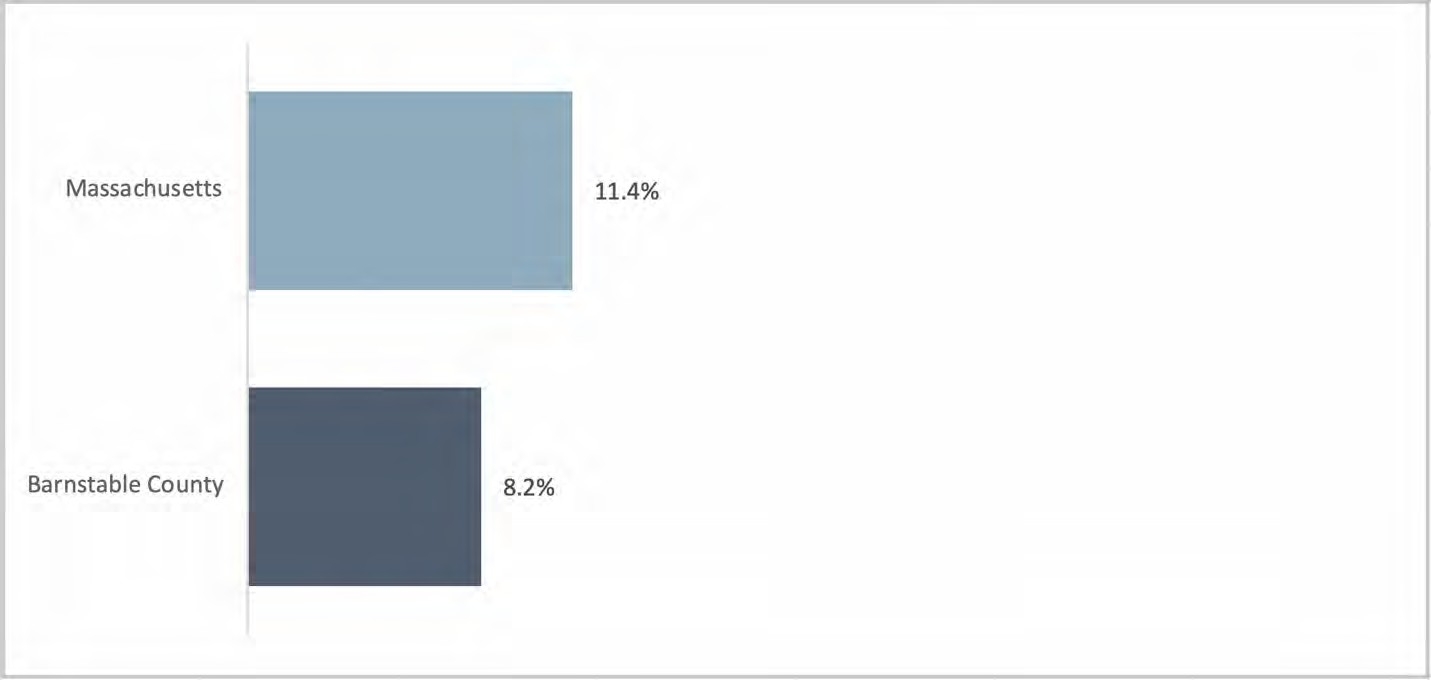 Massachusetts
11.4%
Barnstable County
8.2%